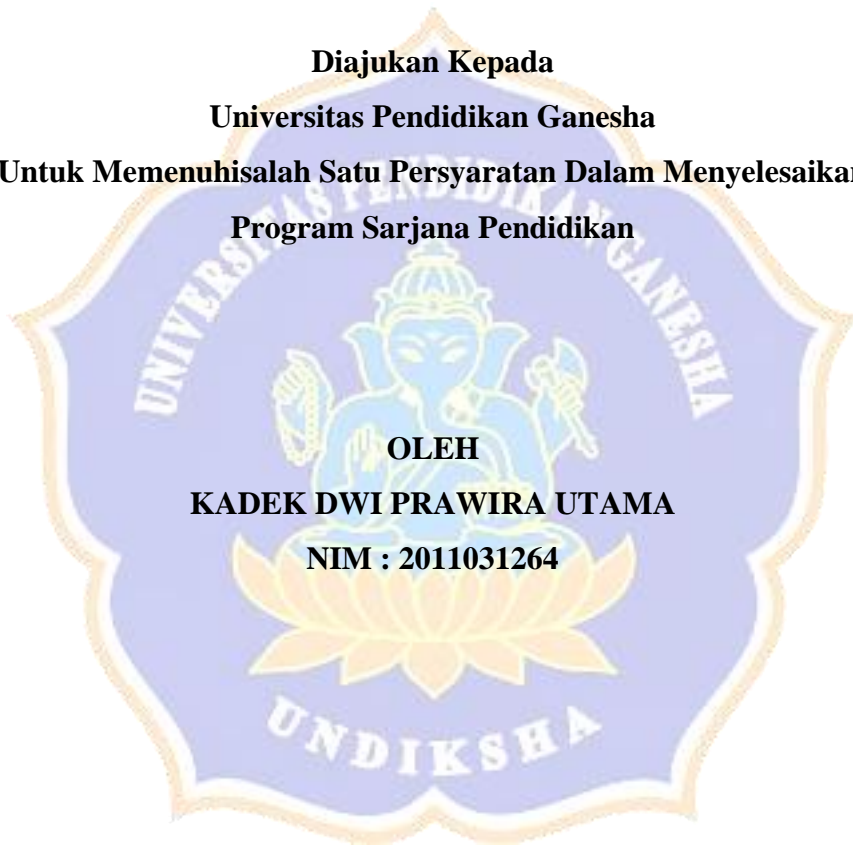 Diajukan Kepada
Universitas Pendidikan Ganesha
Untuk Memenuhisalah Satu Persyaratan Dalam Menyelesaikan
Program Sarjana Pendidikan
UNIVERSITAS PENDIDIKAN GANESHA
OLEH
KADEK DWI PRAWIRA UTAMA
NIM : 2011031264
UNDIKSHA